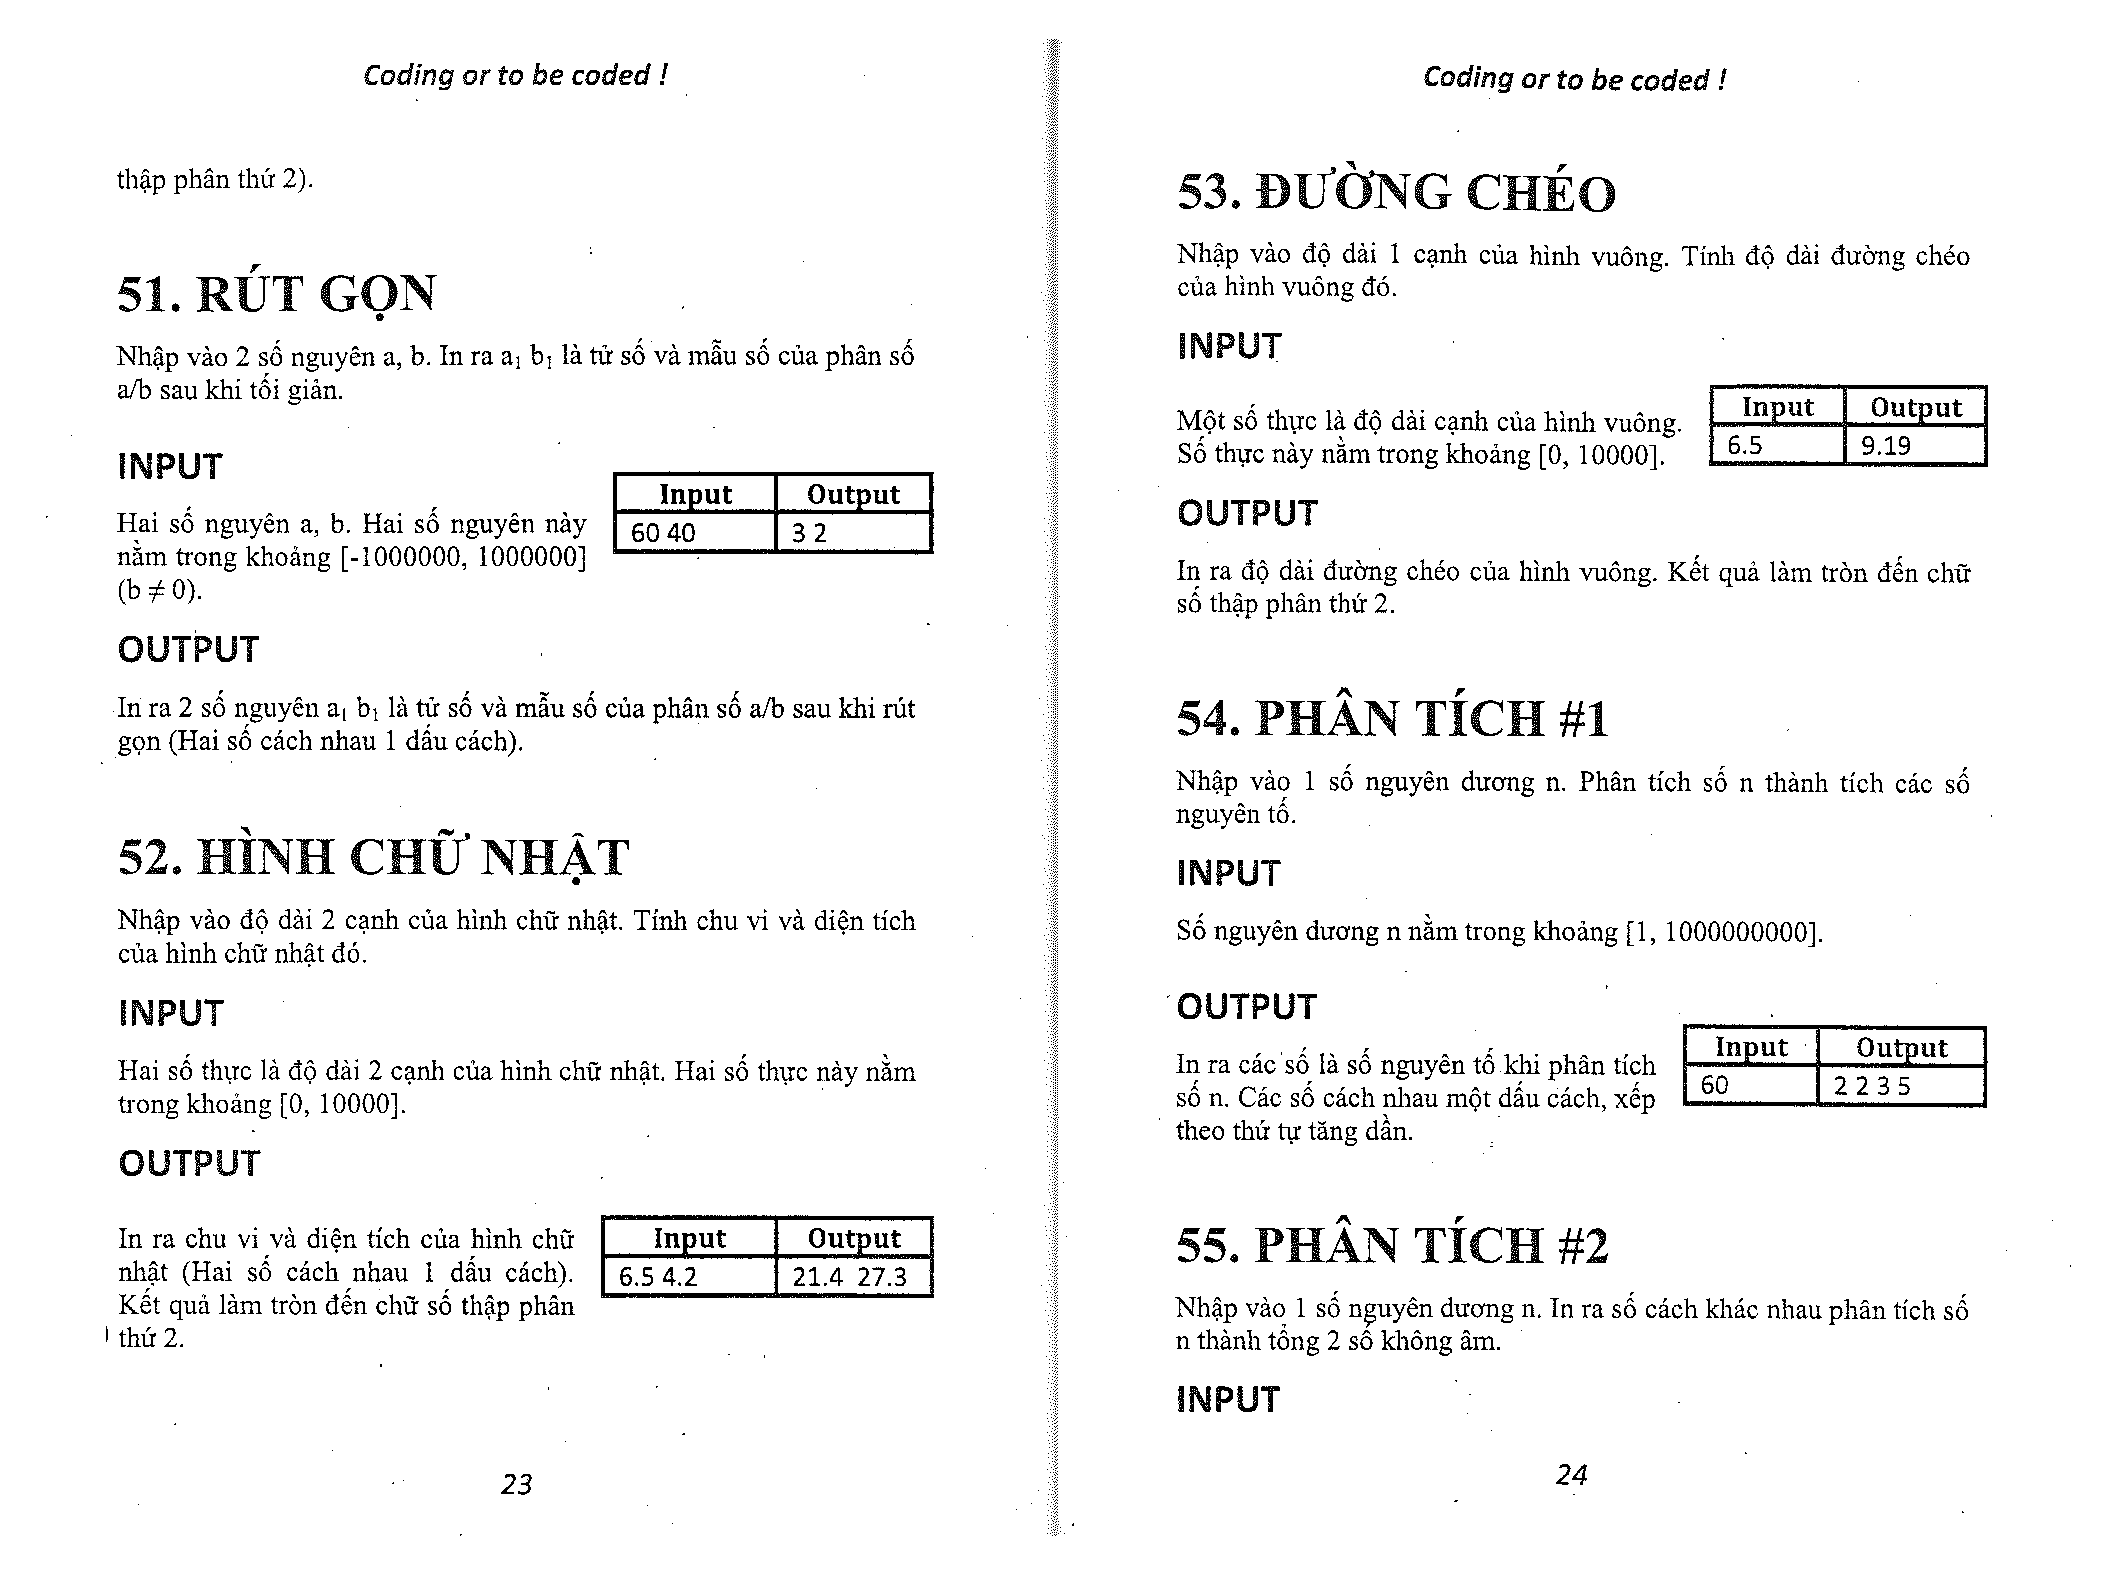 Coding or to be coded !
thập phân thứ 2).
51. RÚT GỌN
Nhập vào 2 số nguyên a, b. In ra a₁ b₁ là tử số và mẫu số của phân số
a/b sau khi tối giản.
INPUT
Hai số nguyên a, b. Hai số nguyên này
nằm trong khoảng [-1000000, 1000000]
(b ≠ 0).
Input Output
60 40 3 2
OUTPUT
In ra 2 số nguyên a₁ b₁ là tử số và mẫu số của phân số a/b sau khi rút
gọn (Hai số cách nhau 1 dấu cách).
52. HÌNH CHỮ NHẬT
Nhập vào độ dài 2 cạnh của hình chữ nhật. Tính chu vi và diện tích
của hình chữ nhật đó.
INPUT
Hai số thực là độ dài 2 cạnh của hình chữ nhật. Hai số thực này nằm
trong khoảng [0, 10000].
OUTPUT
In ra chu vi và diện tích của hình chữ
nhật (Hai số cách nhau 1 dấu cách).
Kết quả làm tròn đến chữ số thập phân
thứ 2.
Input Output
6.5 4.2 21.4 27.3
23
Coding or to be coded !
53. ĐƯỜNG CHÉO
Nhập vào độ dài 1 cạnh của hình vuông. Tính độ dài đường chéo
của hình vuông đó.
INPUT
Một số thực là độ dài cạnh của hình vuông.
Số thực này nằm trong khoảng [0, 10000].
Input Output
6.5 9.19
OUTPUT
In ra độ dài đường chéo của hình vuông. Kết quả làm tròn đến chữ
số thập phân thứ 2.
54. PHÂN TÍCH #1
Nhập vào 1 số nguyên dương n. Phân tích số n thành tích các số
nguyên tố.
INPUT
Số nguyên dương n nằm trong khoảng [1, 1000000000].
OUTPUT
In ra các số là số nguyên tố khi phân tích
số n. Các số cách nhau một dấu cách, xếp
theo thứ tự tăng dần.
Input Output
60 2 2 3 5
55. PHÂN TÍCH #2
Nhập vào 1 số nguyên dương n. In ra số cách khác nhau phân tích số
n thành tổng 2 số không âm.
INPUT
24